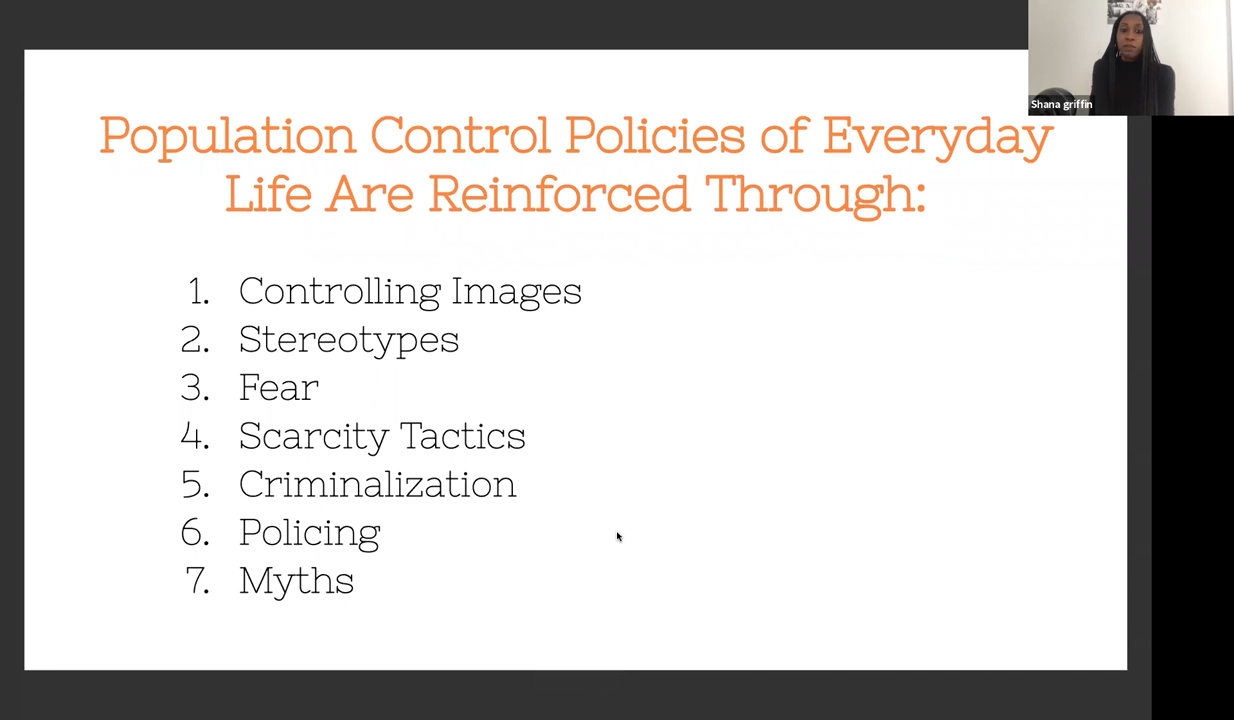 Shana griffin
Population Control Policies of Everyday
Life Are Reinforced Through:
1. Controlling Images
2. Stereotypes
3. Fear
4. Scarcity Tactics
5. Criminalization
6. Policing
7. Myths